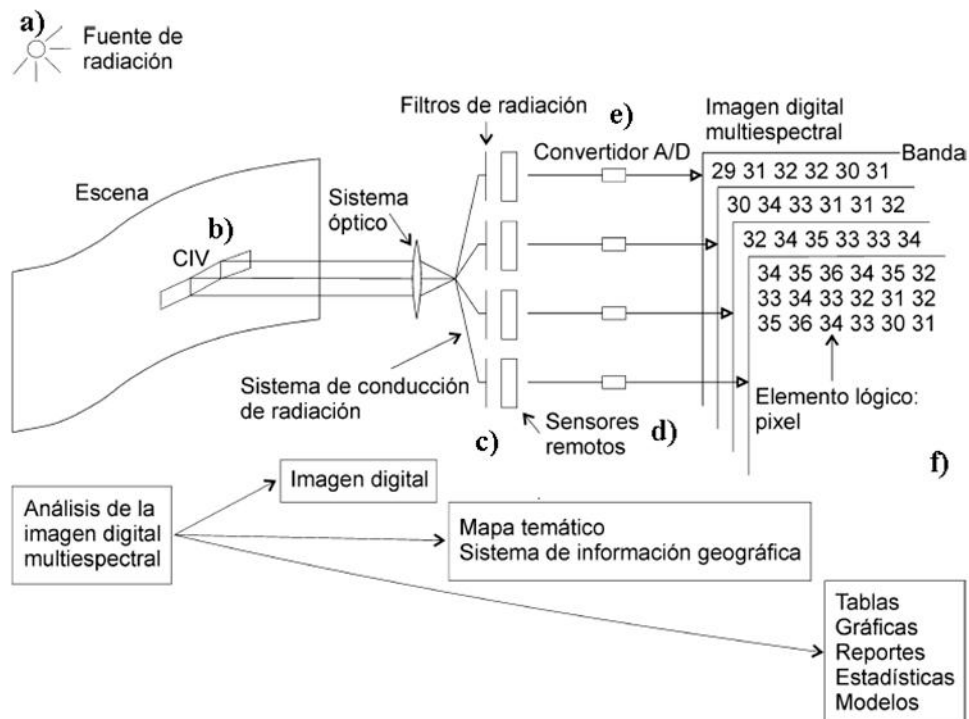 a)
Fuente de
radiación
Filtros de radiación
e)
Imagen digital
multiespectral
Convertidor A/D
Banda
29 31 32 32 30 31
Escena
Sistema
óptico
30 34 33 31 31 32
b)
CIV
32 34 35 33 33 34
34 35 36 34 35 32
33 34 33 32 31 32
35 36 34 33 30 31
Sistema de conducción
de radiación
Elemento lógico:
pixel
c)
Sensores
remotos
d)
f)
Imagen digital
Análisis de la
imagen digital
multiespectral
Mapa temático
Sistema de información geográfica
Tablas
Gráficas
Reportes
Estadísticas
Modelos